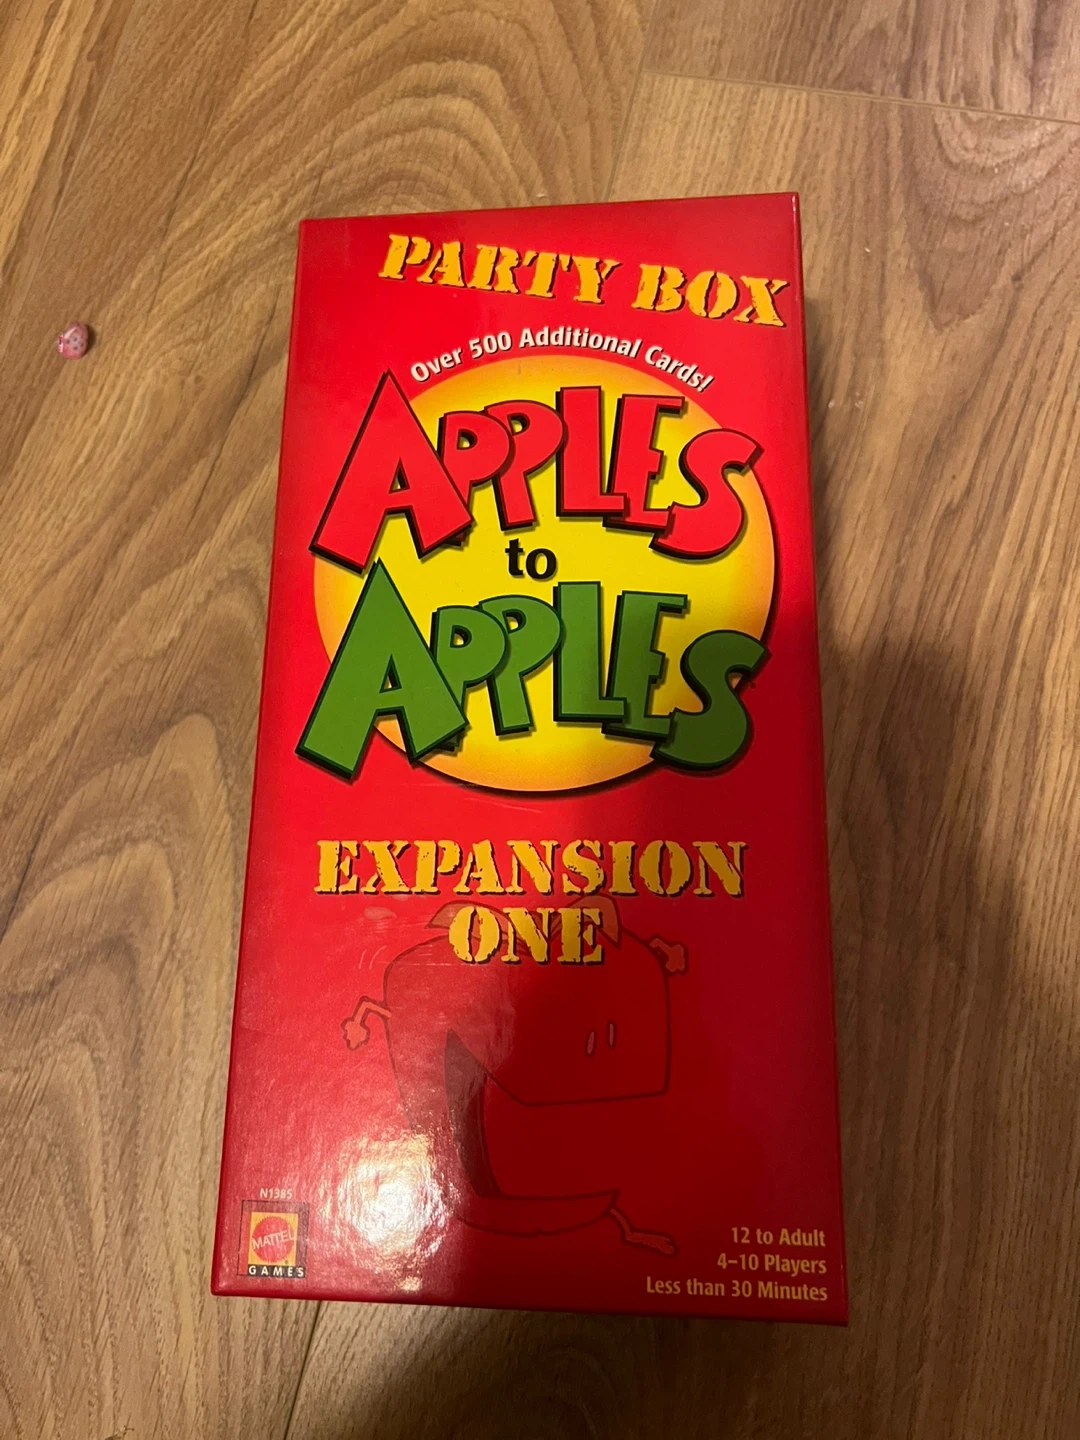 PARTY BOX
Over 500 Additional Cards!
APPLES
to
APPLES
EXPANSION
ONE
N1385
MATTEL
GAMES
12 to Adult
4–10 Players
Less than 30 Minutes